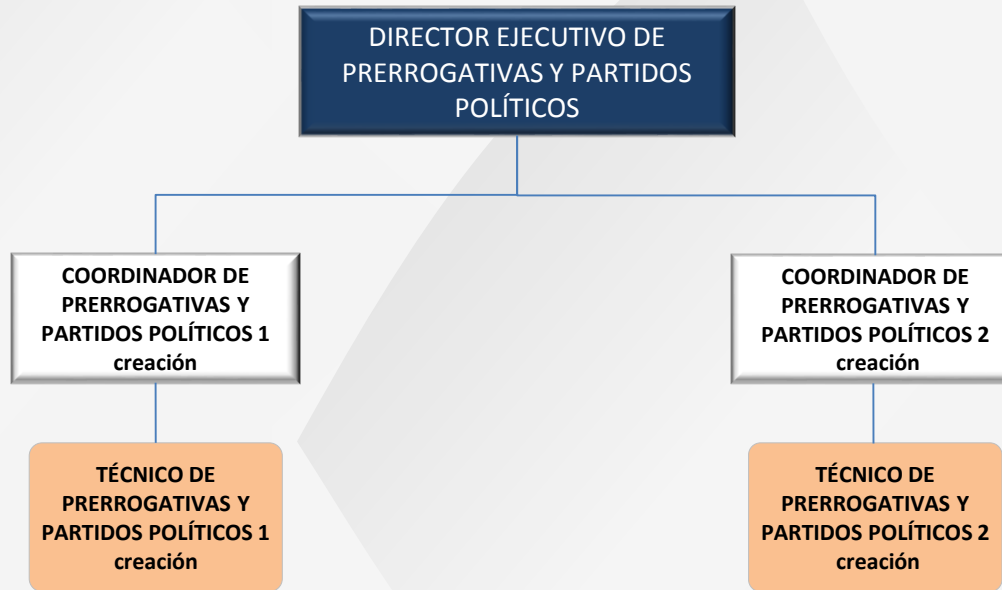 DIRECTOR EJECUTIVO DE
PRERROGATIVAS Y PARTIDOS
POLÍTICOS
COORDINADOR DE
PRERROGATIVAS Y
PARTIDOS POLÍTICOS 1
creación
COORDINADOR DE
PRERROGATIVAS Y
PARTIDOS POLÍTICOS 2
creación
TÉCNICO DE
PRERROGATIVAS Y
PARTIDOS POLÍTICOS 1
creación
TÉCNICO DE
PRERROGATIVAS Y
PARTIDOS POLÍTICOS 2
creación